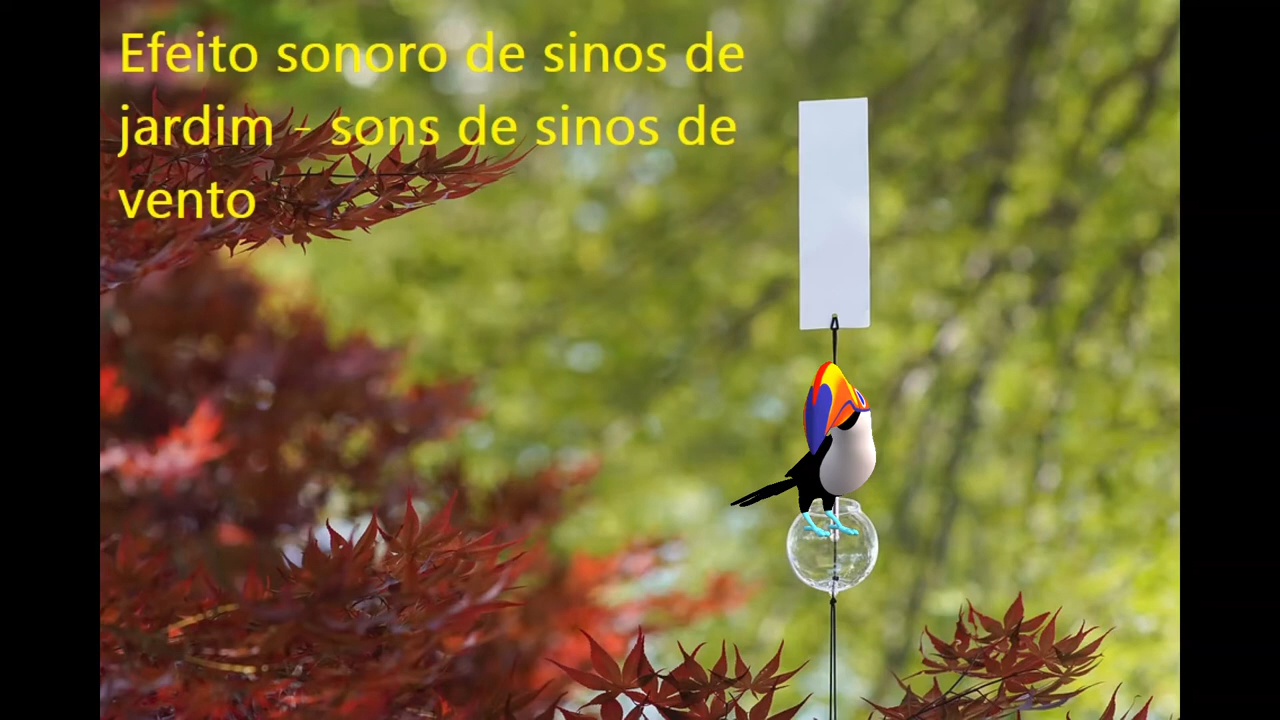 Efeito sonoro de sinos de
jardim - sons de sinos de
vento